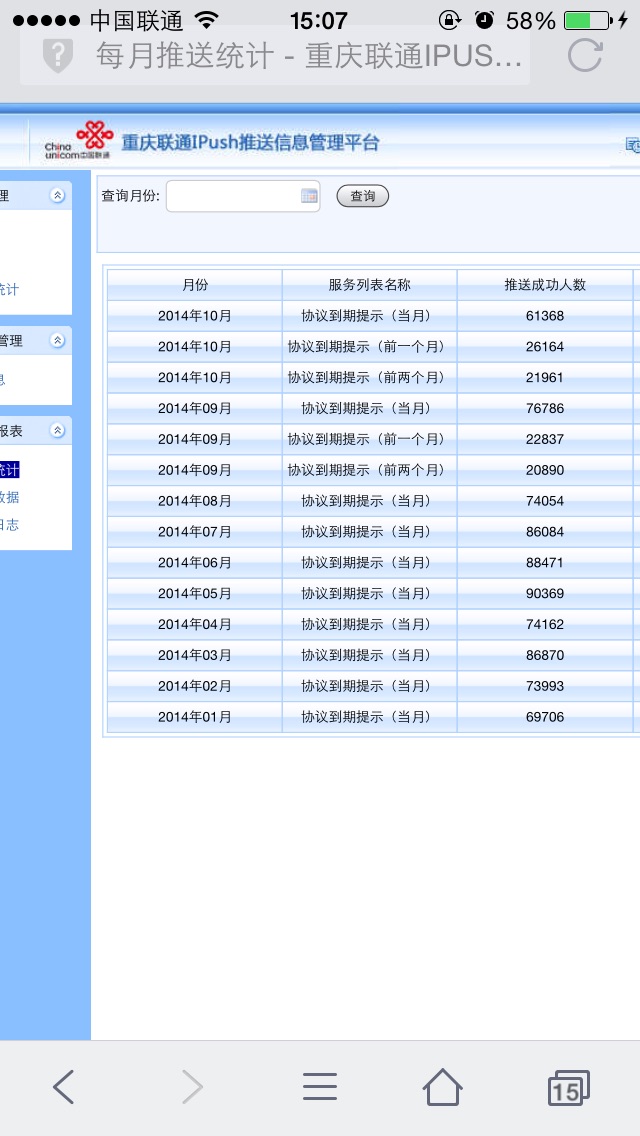 中国联通 15:07 58%
每月推送统计 - 重庆联通IPUS...
China unicom中国联通 重庆联通IPush推送信息管理平台
理
统计
管理
息
报表
统计
数据
日志
查询月份: 查询
月份 服务列表名称 推送成功人数
2014年10月 协议到期提示（当月） 61368
2014年10月 协议到期提示（前一个月） 26164
2014年10月 协议到期提示（前两个月） 21961
2014年09月 协议到期提示（当月） 76786
2014年09月 协议到期提示（前一个月） 22837
2014年09月 协议到期提示（前两个月） 20890
2014年08月 协议到期提示（当月） 74054
2014年07月 协议到期提示（当月） 86084
2014年06月 协议到期提示（当月） 88471
2014年05月 协议到期提示（当月） 90369
2014年04月 协议到期提示（当月） 74162
2014年03月 协议到期提示（当月） 86870
2014年02月 协议到期提示（当月） 73993
2014年01月 协议到期提示（当月） 69706
15